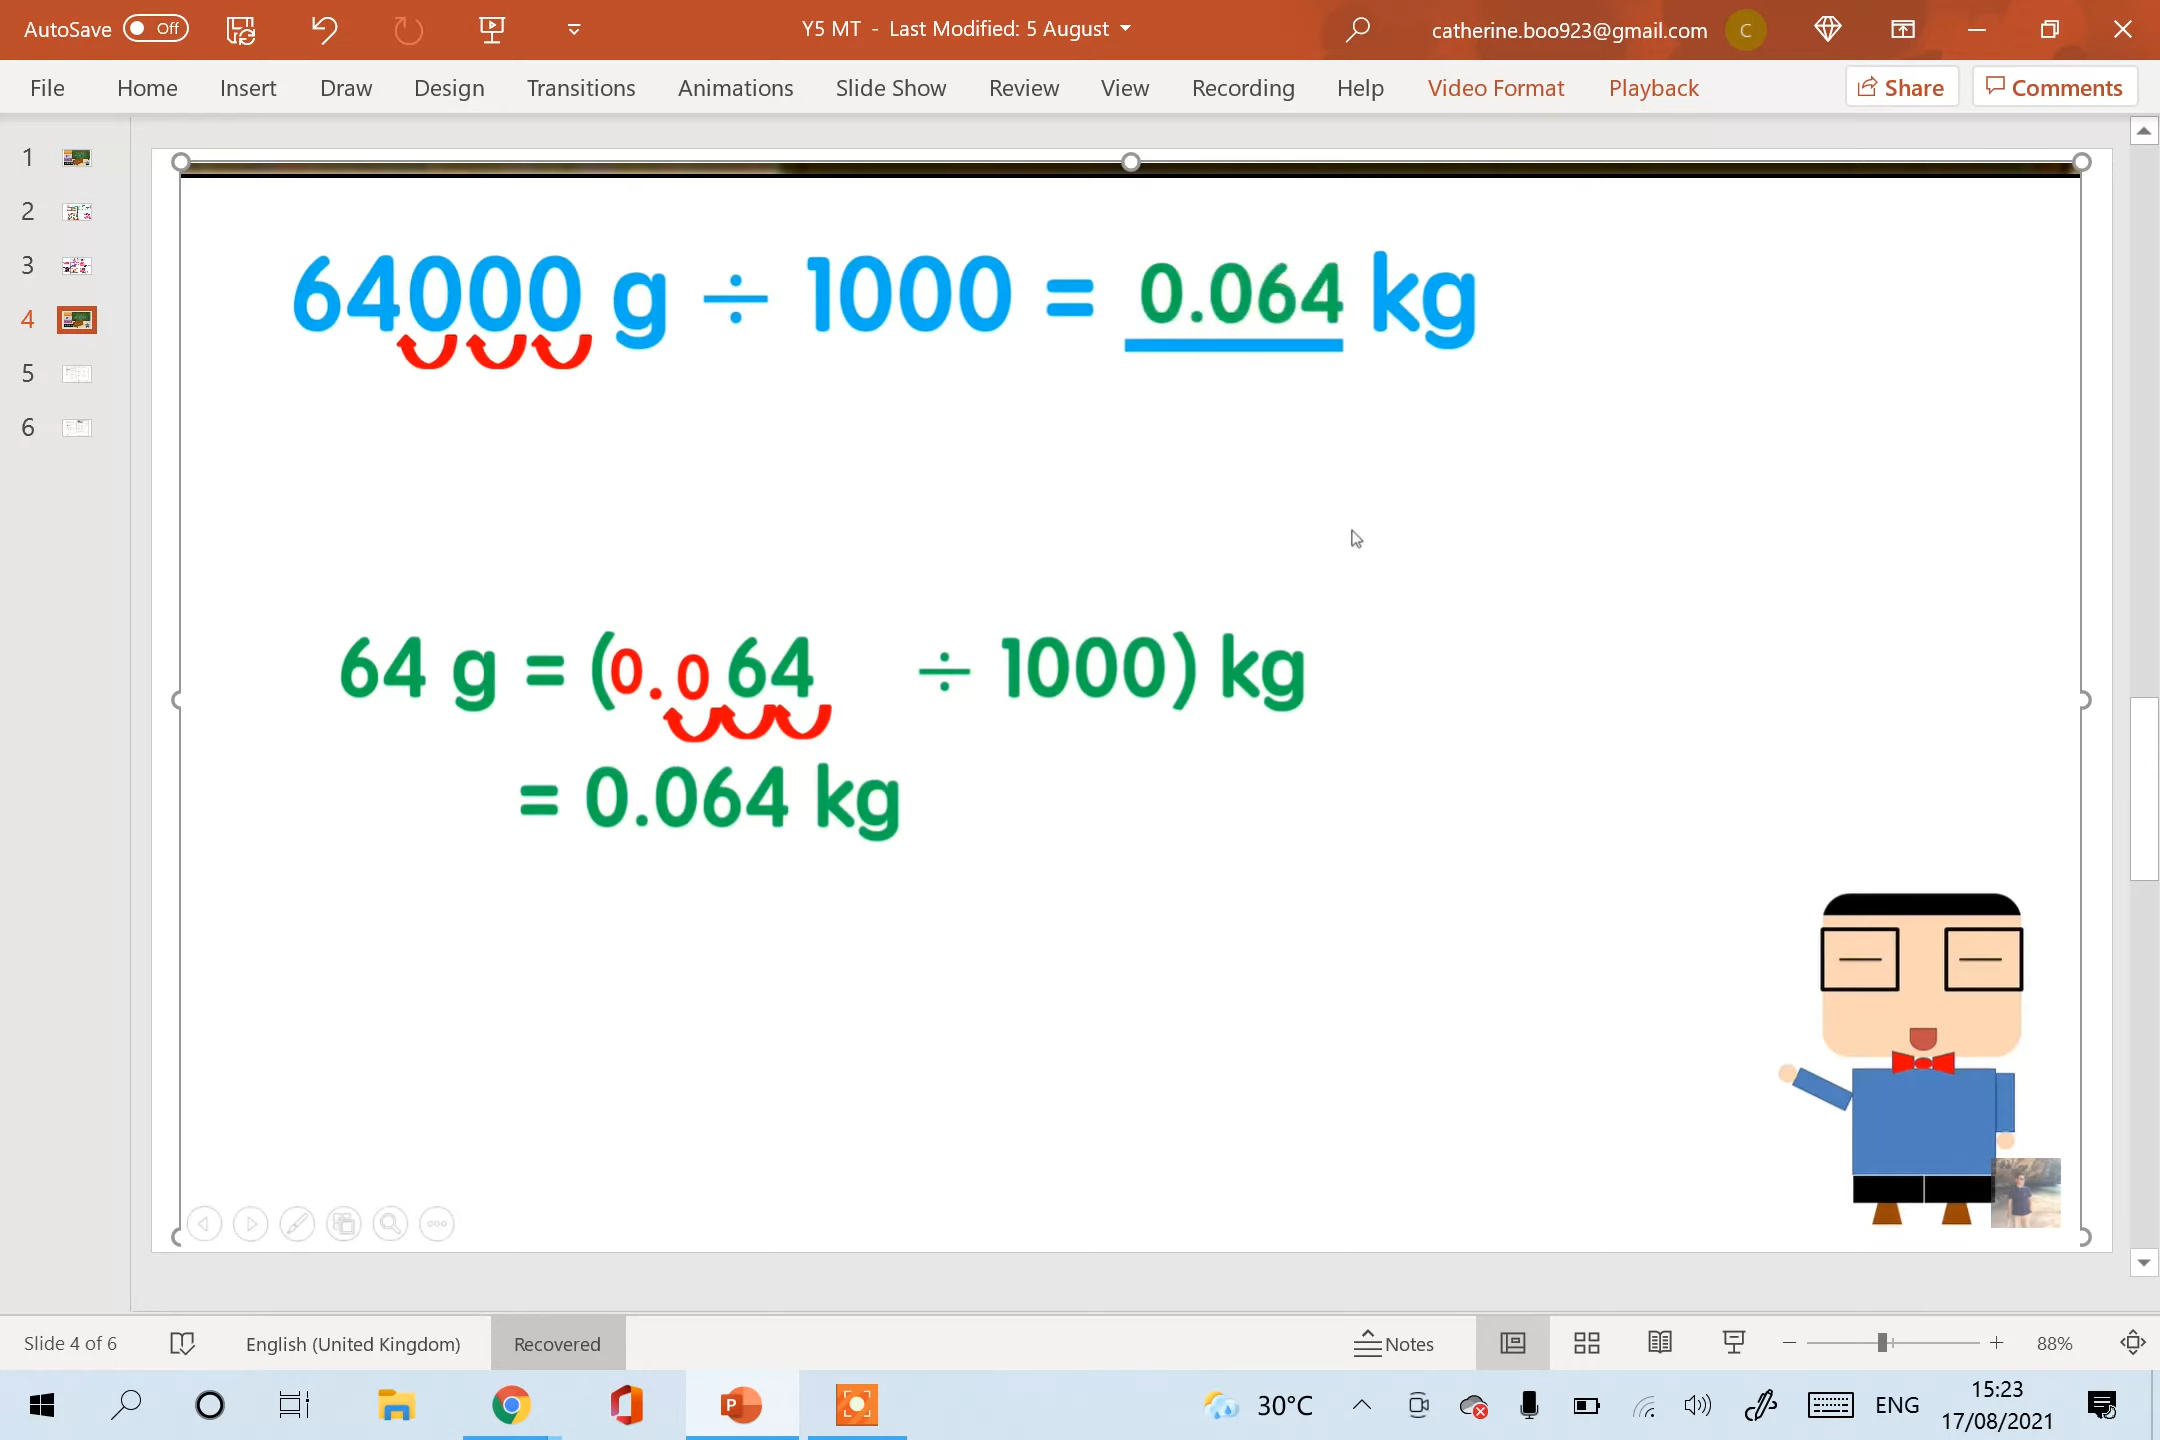 AutoSave Off Y5 MT - Last Modified: 5 August catherine.boo923@gmail.com C
File Home Insert Draw Design Transitions Animations Slide Show Review View Recording Help Video Format Playback Share Comments
1
2
3
4
5
6
64000 g ÷ 1000 = 0.064 kg
64 g = (0.064 ÷ 1000) kg
= 0.064 kg
Slide 4 of 6 English (United Kingdom) Recovered Notes 88%
P 30°C ENG 15:23
17/08/2021